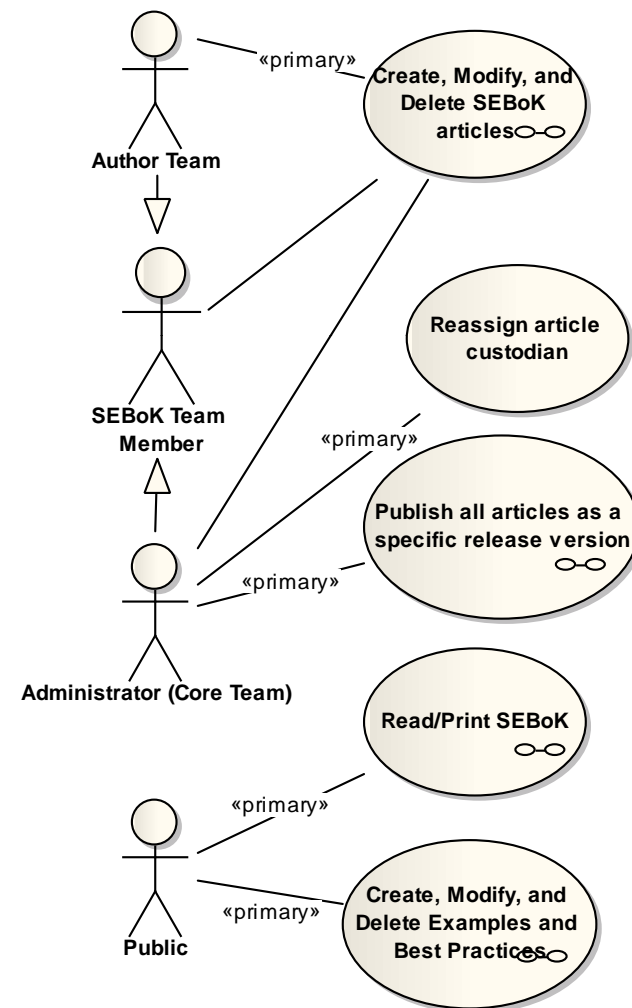 «primary»
Create, Modify, and
Delete SEBoK
articles
Author Team
SEBoK Team
Member
Reassign article
custodian
«primary»
Publish all articles as a
specific release version
«primary»
Administrator (Core Team)
Read/Print SEBoK
«primary»
Public
«primary»
Create, Modify, and
Delete Examples and
Best Practices